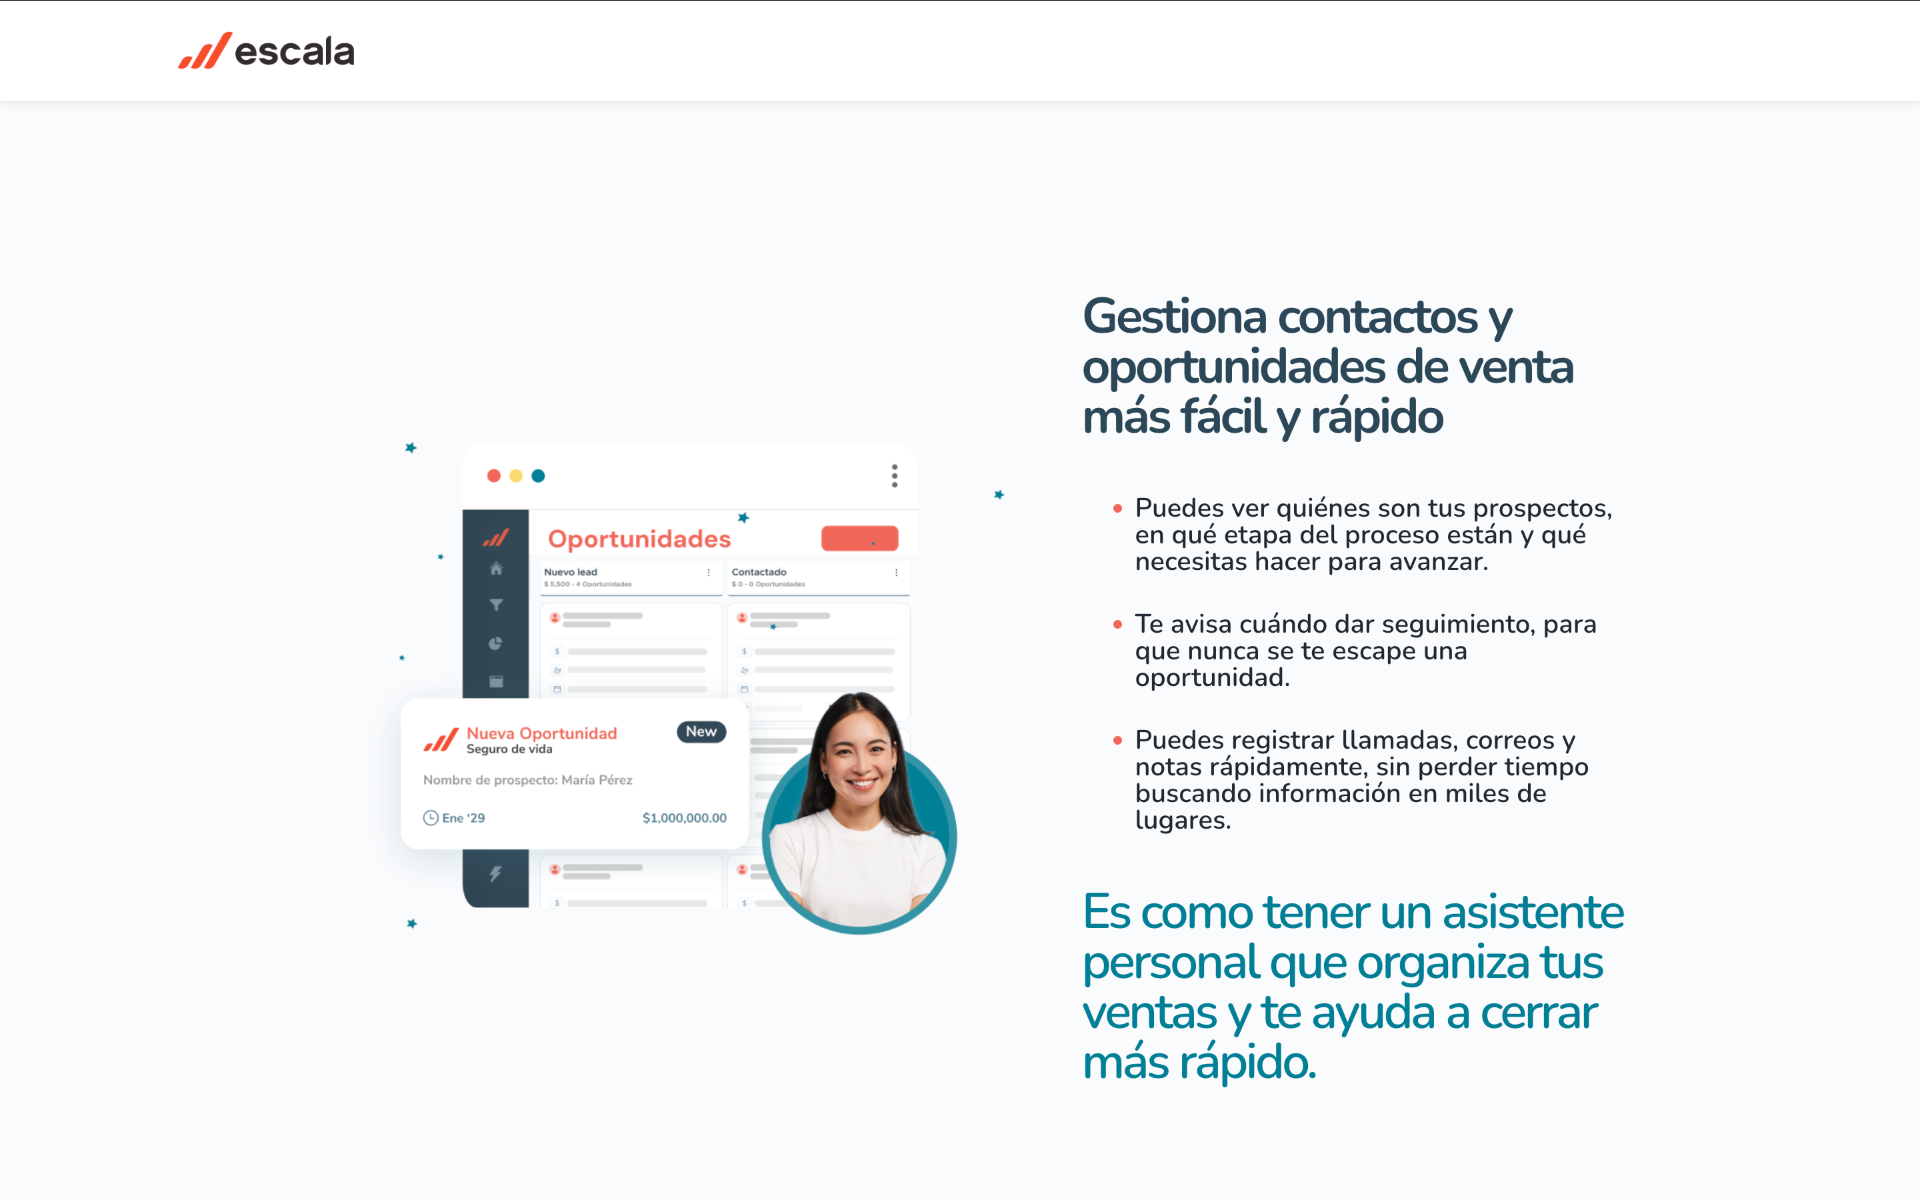 escala
Gestiona contactos y
oportunidades de venta
más fácil y rápido
Puedes ver quiénes son tus prospectos,
en qué etapa del proceso están y qué
necesitas hacer para avanzar.
Te avisa cuándo dar seguimiento, para
que nunca se te escape una
oportunidad.
Puedes registrar llamadas, correos y
notas rápidamente, sin perder tiempo
buscando información en miles de
lugares.
Es como tener un asistente
personal que organiza tus
ventas y te ayuda a cerrar
más rápido.
Oportunidades
Nuevo lead
$ 5,500 - 4 Oportunidades
Contactado
$ 0 - 0 Oportunidades
Nueva Oportunidad
New
Seguro de vida
Nombre de prospecto: María Pérez
Ene ‘29
$1,000,000.00